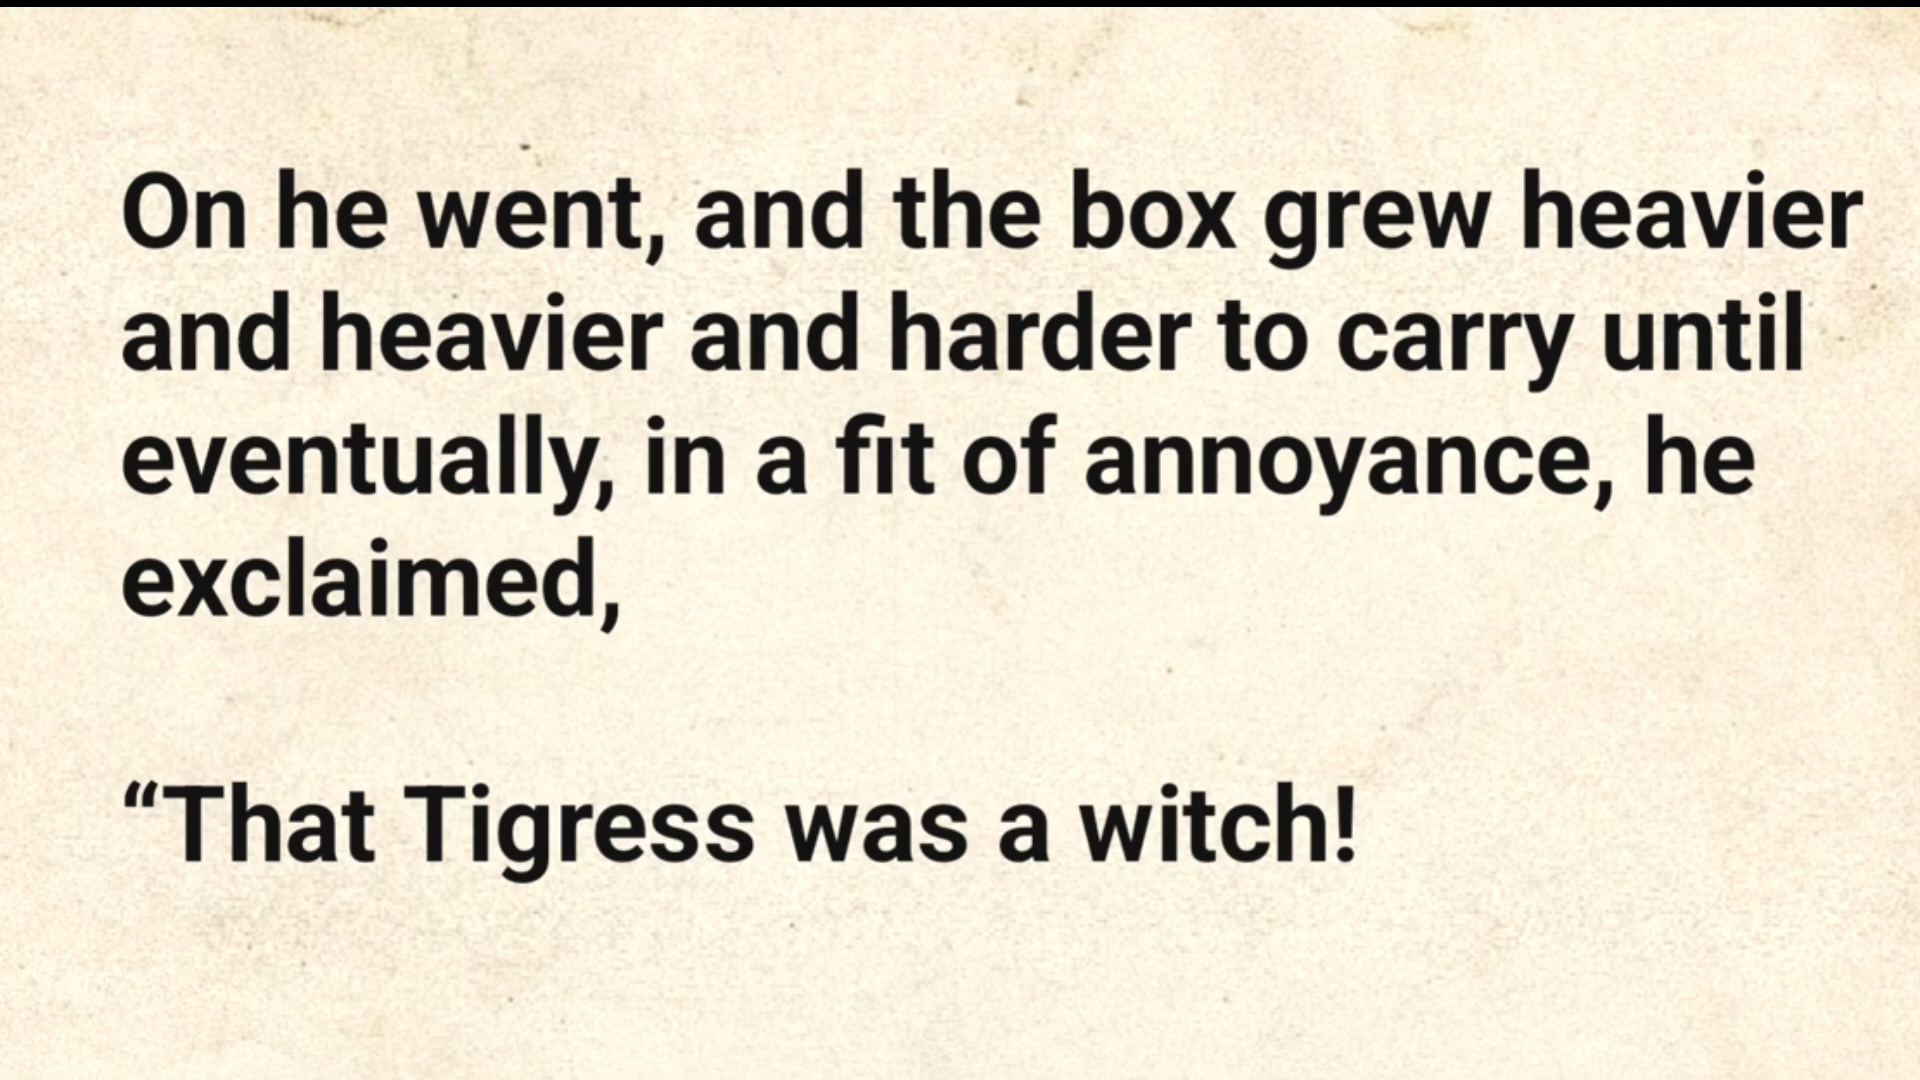 On he went, and the box grew heavier
and heavier and harder to carry until
eventually, in a fit of annoyance, he
exclaimed,
“That Tigress was a witch!